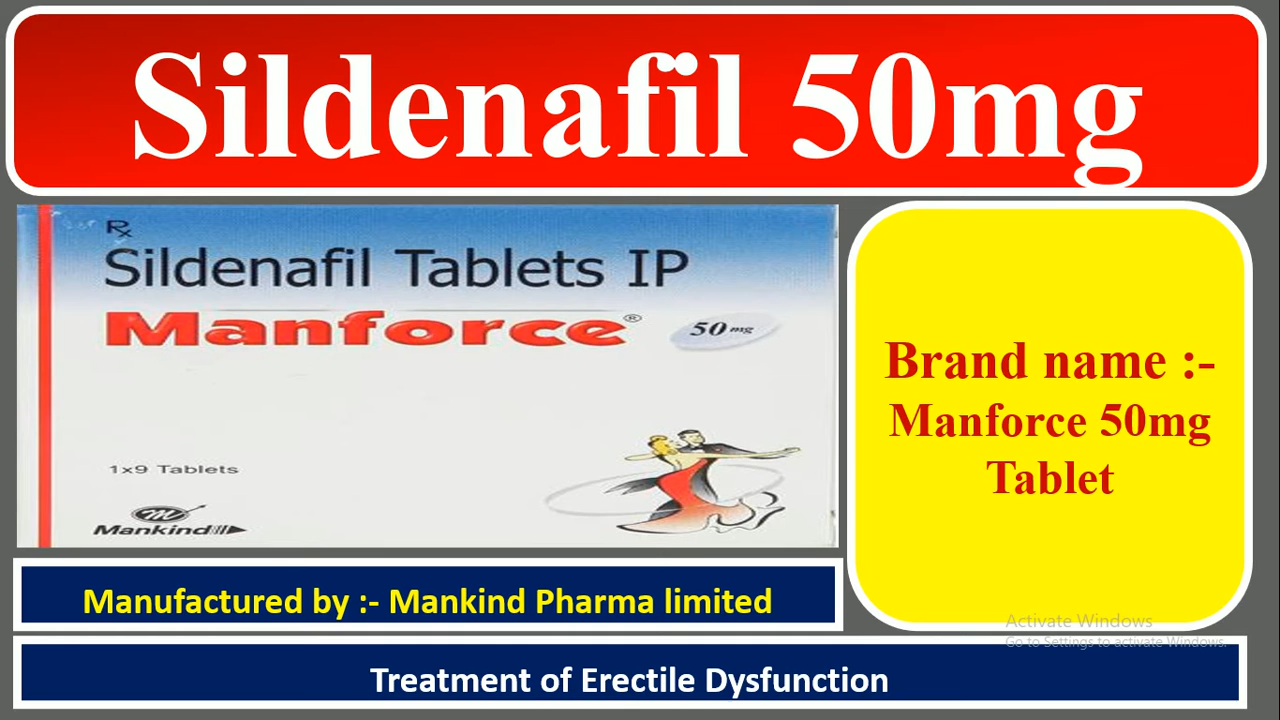 Sildenafil 50mg
Rx
Sildenafil Tablets IP
Manforce®
50 mg
1x9 Tablets
Mankind
Brand name :-
Manforce 50mg
Tablet
Manufactured by :- Mankind Pharma limited
Activate Windows
Go to Settings to activate Windows.
Treatment of Erectile Dysfunction